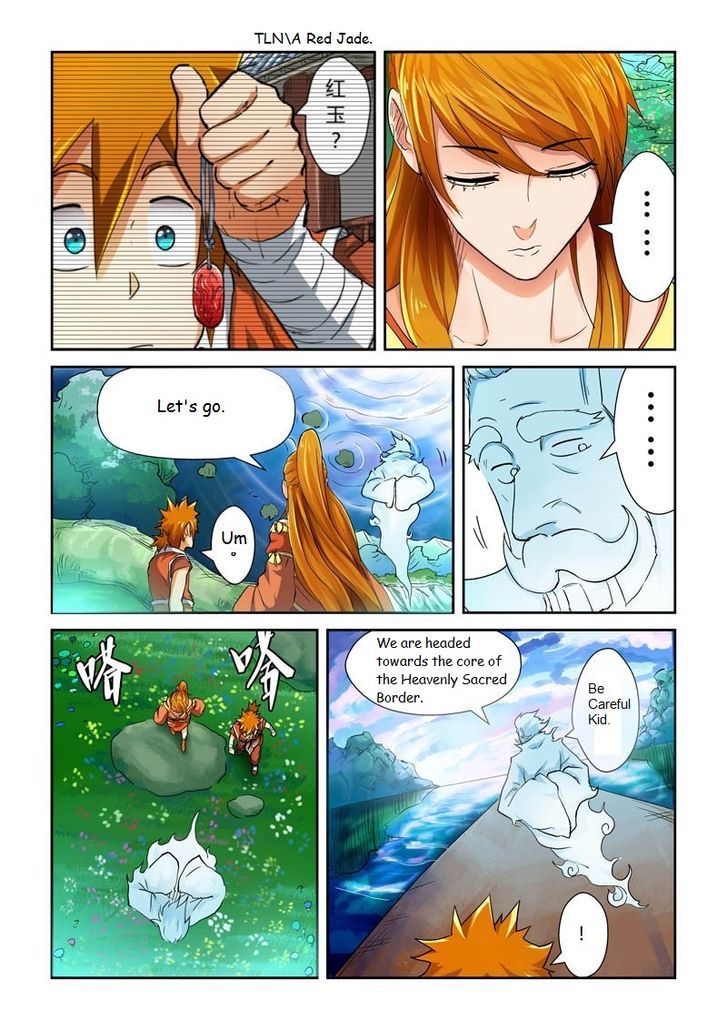 TLN\A Red Jade.
红
玉
?
......
Let's go.
Um
。
......
嗒
嗒
We are headed
towards the core of
the Heavenly Sacred
Border.
Be
Careful
Kid.
!